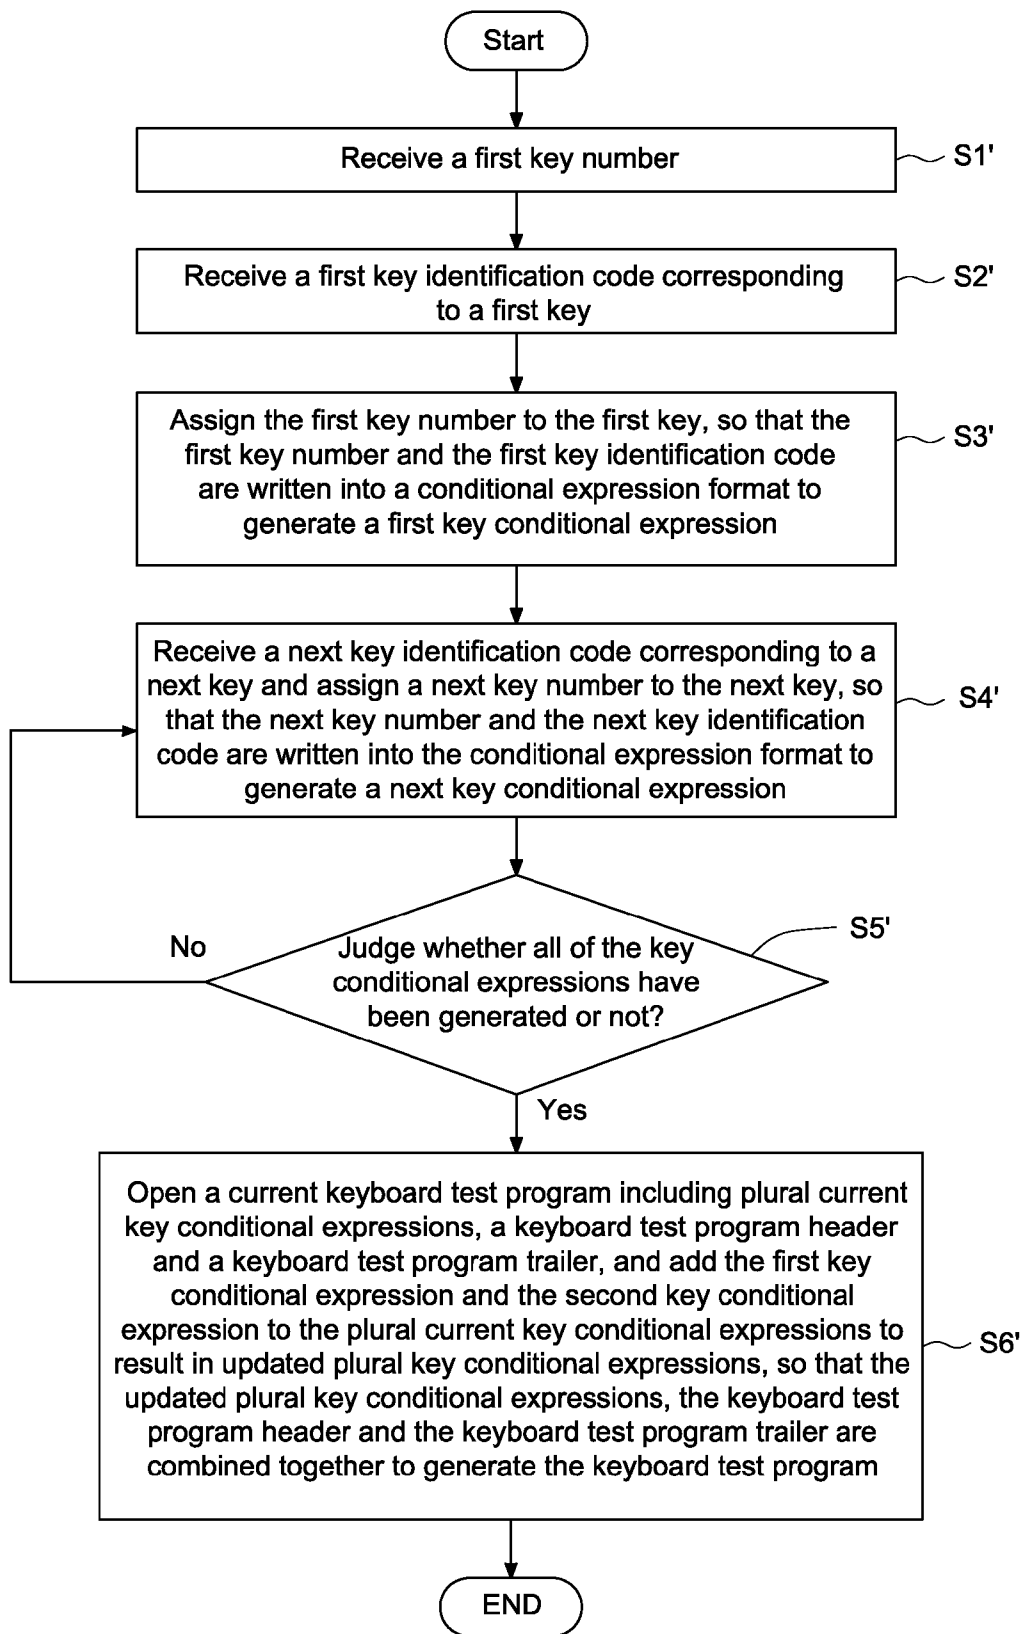 Start
Receive a first key number
S1'
Receive a first key identification code corresponding
to a first key
S2'
Assign the first key number to the first key, so that the
first key number and the first key identification code
are written into a conditional expression format to
generate a first key conditional expression
S3'
Receive a next key identification code corresponding to a
next key and assign a next key number to the next key, so
that the next key number and the next key identification
code are written into the conditional expression format to
generate a next key conditional expression
S4'
Judge whether all of the key
conditional expressions have
been generated or not?
S5'
No
Yes
Open a current keyboard test program including plural current
key conditional expressions, a keyboard test program header
and a keyboard test program trailer, and add the first key
conditional expression and the second key conditional
expression to the plural current key conditional expressions to
result in updated plural key conditional expressions, so that the
updated plural key conditional expressions, the keyboard test
program header and the keyboard test program trailer are
combined together to generate the keyboard test program
S6'
END